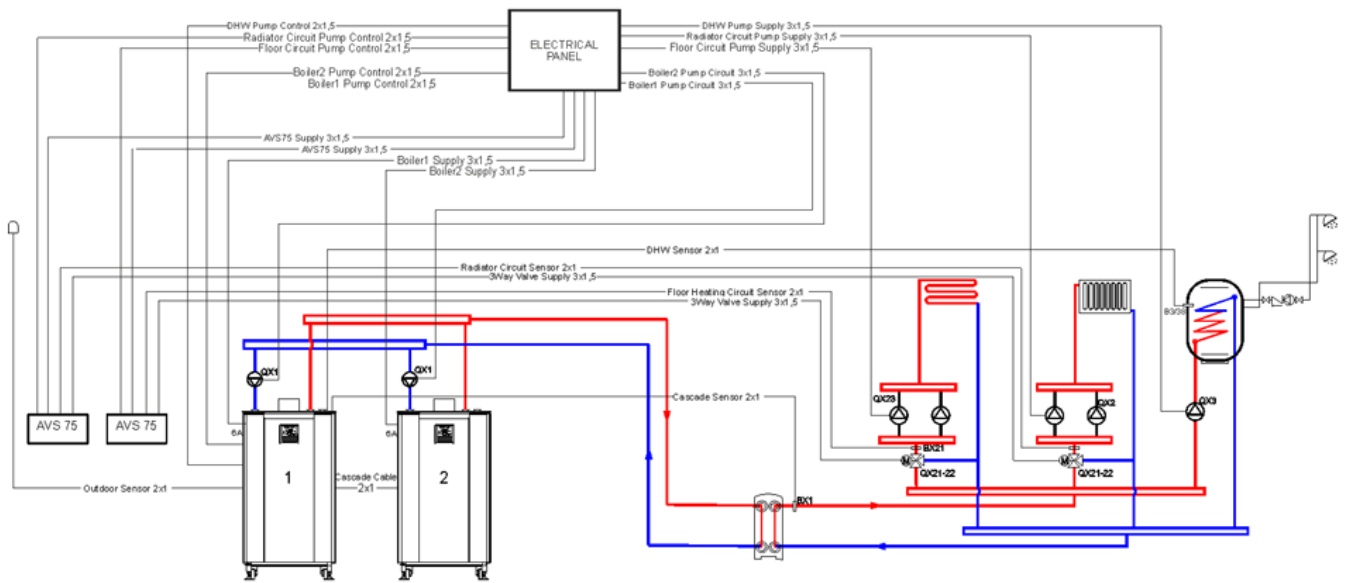 DHW Pump Control 2x1,5
Radiator Circuit Pump Control 2x1,5
Floor Circuit Pump Control 2x1,5
Boiler2 Pump Control 2x1,5
Boiler1 Pump Control 2x1,5
ELECTRICAL
PANEL
DHW Pump Supply 3x1,5
Radiator Circuit Pump Supply 3x1,5
Floor Circuit Pump Supply 3x1,5
Boiler2 Pump Circuit 3x1,5
Boiler1 Pump Circuit 3x1,5
AVS75 Supply 3x1,5
AVS75 Supply 3x1,5
Boiler1 Supply 3x1,5
Boiler2 Supply 3x1,5
DHW Sensor 2x1
Radiator Circuit Sensor 2x1
3Way Valve Supply 3x1,5
Floor Heating Circuit Sensor 2x1
3Way Valve Supply 3x1,5
B3/38
QX1
QX1
Cascade Sensor 2x1
QX23
QX2
QX3
AVS 75
AVS 75
6A
6A
BX21
M
M
QX21-22
QX21-22
1
2
Cascade Cable
2x1
Outdoor Sensor 2x1
BX1